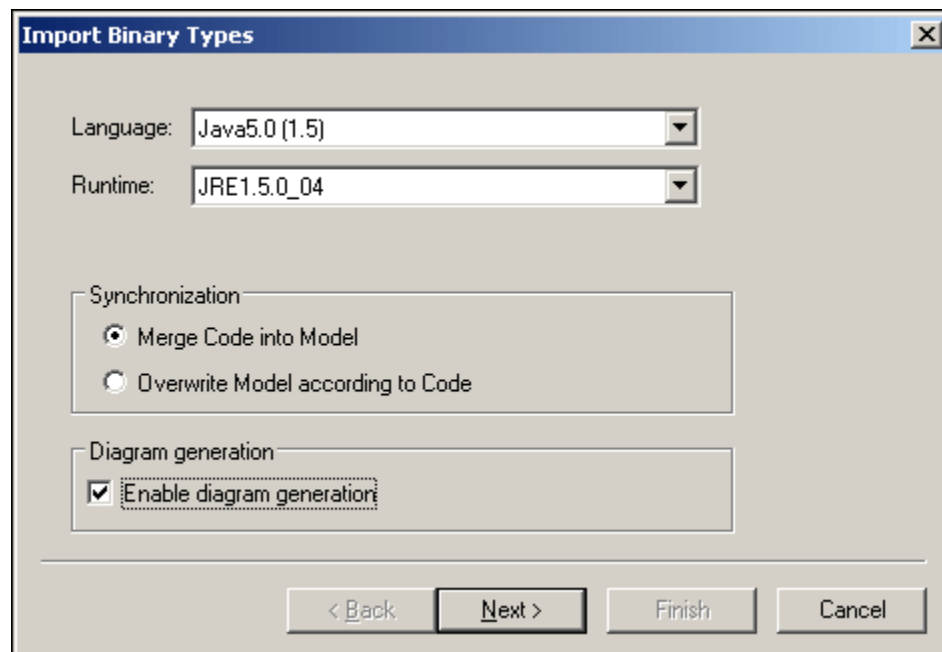 Import Binary Types
Language: Java5.0 (1.5)
Runtime: JRE1.5.0_04
Synchronization
Merge Code into Model
Overwrite Model according to Code
Diagram generation
Enable diagram generation
< Back Next > Finish Cancel